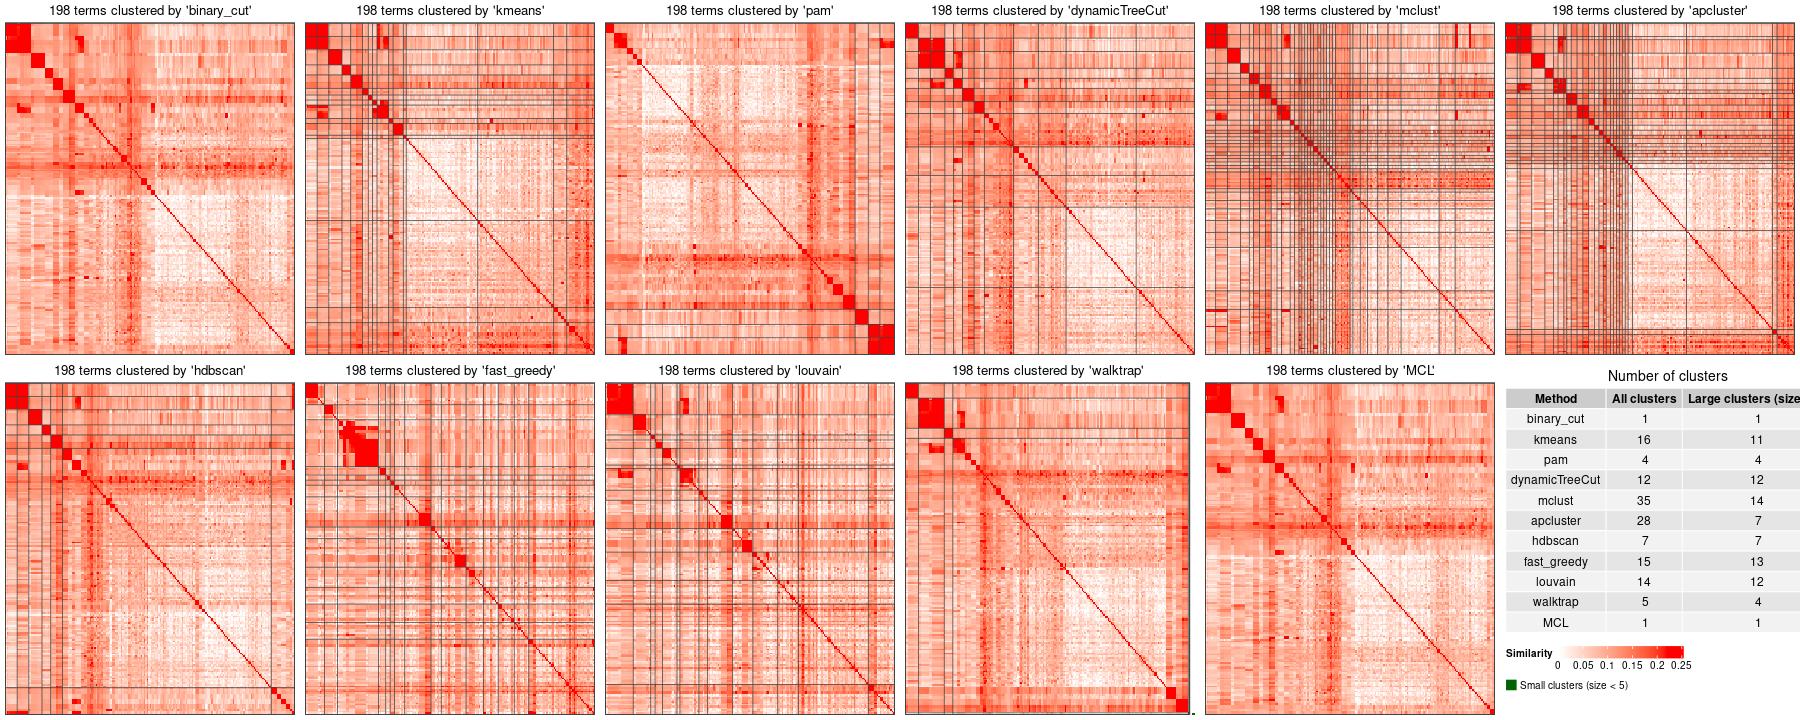 198 terms clustered by 'binary_cut'
198 terms clustered by 'kmeans'
198 terms clustered by 'pam'
198 terms clustered by 'dynamicTreeCut'
198 terms clustered by 'mclust'
198 terms clustered by 'apcluster'
198 terms clustered by 'hdbscan'
198 terms clustered by 'fast_greedy'
198 terms clustered by 'louvain'
198 terms clustered by 'walktrap'
198 terms clustered by 'MCL'
Number of clusters
Method All clusters Large clusters (size
binary_cut 1 1
kmeans 16 11
pam 4 4
dynamicTreeCut 12 12
mclust 35 14
apcluster 28 7
hdbscan 7 7
fast_greedy 15 13
louvain 14 12
walktrap 5 4
MCL 1 1
Similarity
0 0.05 0.1 0.15 0.2 0.25
Small clusters (size < 5)